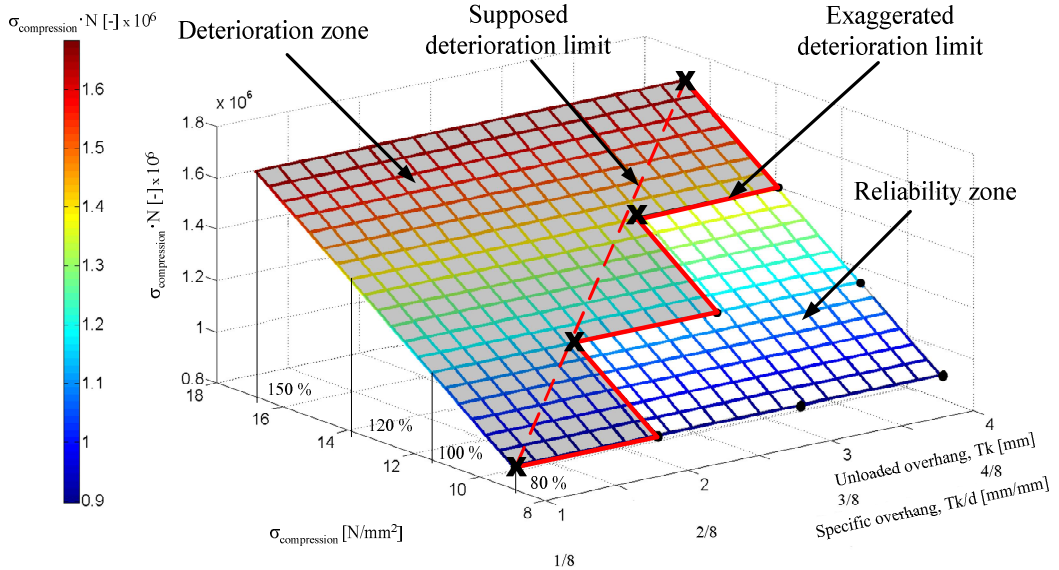 σcompression·N [-] x 10⁶
1.6
1.5
1.4
1.3
1.2
1.1
1
0.9
σcompression·N [-] x 10⁶
x 10⁶
1.8
1.6
1.4
1.2
1
0.8
Deterioration zone
Supposed
deterioration limit
Exaggerated
deterioration limit
Reliability zone
150 %
120 %
100 %
80 %
18
16
14
12
10
8
σcompression [N/mm²]
1
2
3
4
Unloaded overhang, Tk [mm]
1/8
2/8
3/8
4/8
Specific overhang, Tk/d [mm/mm]